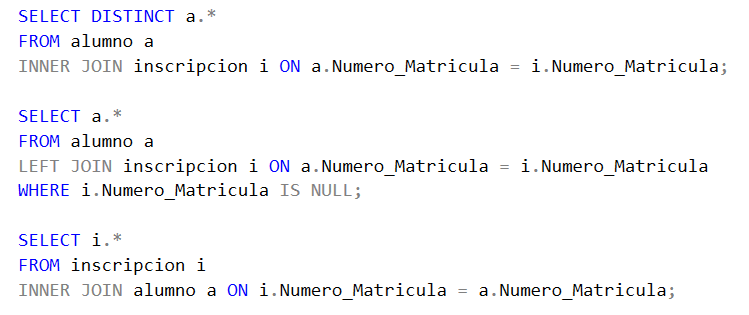 SELECT DISTINCT a.*
FROM alumno a
INNER JOIN inscripcion i ON a.Numero_Matricula = i.Numero_Matricula;
SELECT a.*
FROM alumno a
LEFT JOIN inscripcion i ON a.Numero_Matricula = i.Numero_Matricula
WHERE i.Numero_Matricula IS NULL;
SELECT i.*
FROM inscripcion i
INNER JOIN alumno a ON i.Numero_Matricula = a.Numero_Matricula;